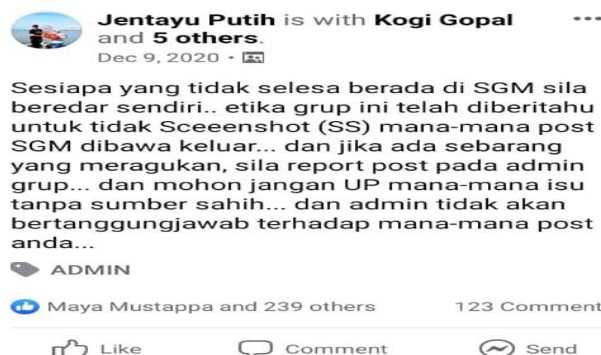 Jentayu Putih is with Kogi Gopal
and 5 others.
Dec 9, 2020 •
Sesiapa yang tidak selesa berada di SGM sila
beredar sendiri.. etika grup ini telah diberitahu
untuk tidak Sceeenshot (SS) mana-mana post
SGM dibawa keluar... dan jika ada sebarang
yang meragukan, sila report post pada admin
grup... dan mohon jangan UP mana-mana isu
tanpa sumber sahih... dan admin tidak akan
bertanggungjawab terhadap mana-mana post
anda...
ADMIN
Maya Mustappa and 239 others 123 Comment
Like Comment Send